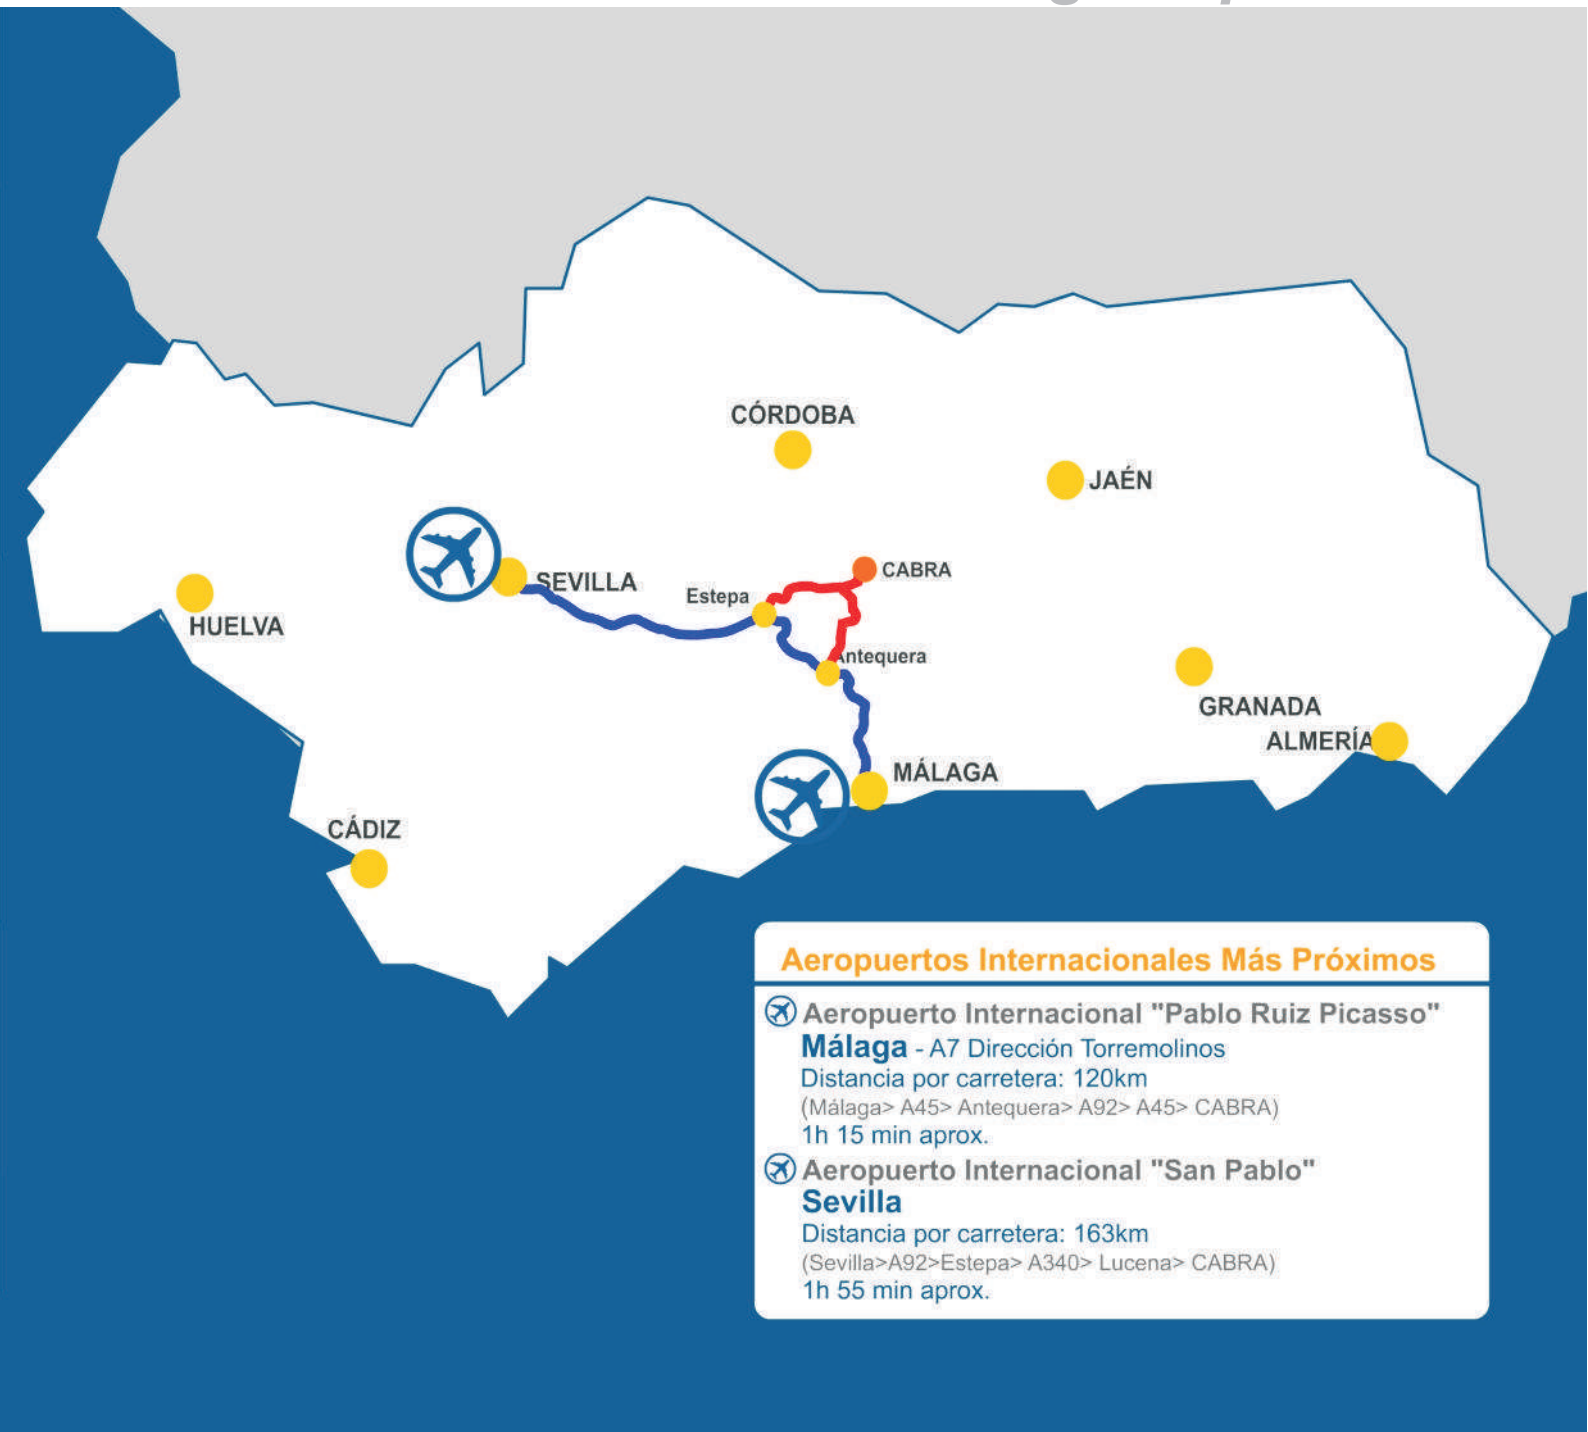 CÓRDOBA
JAÉN
CABRA
SEVILLA
Estepa
HUELVA
Antequera
GRANADA
ALMERÍA
MÁLAGA
CÁDIZ
Aeropuertos Internacionales Más Próximos
Aeropuerto Internacional "Pablo Ruiz Picasso"
Málaga - A7 Dirección Torremolinos
Distancia por carretera: 120km
(Málaga> A45> Antequera> A92> A45> CABRA)
1h 15 min aprox.
Aeropuerto Internacional "San Pablo"
Sevilla
Distancia por carretera: 163km
(Sevilla>A92>Estepa> A340> Lucena> CABRA)
1h 55 min aprox.